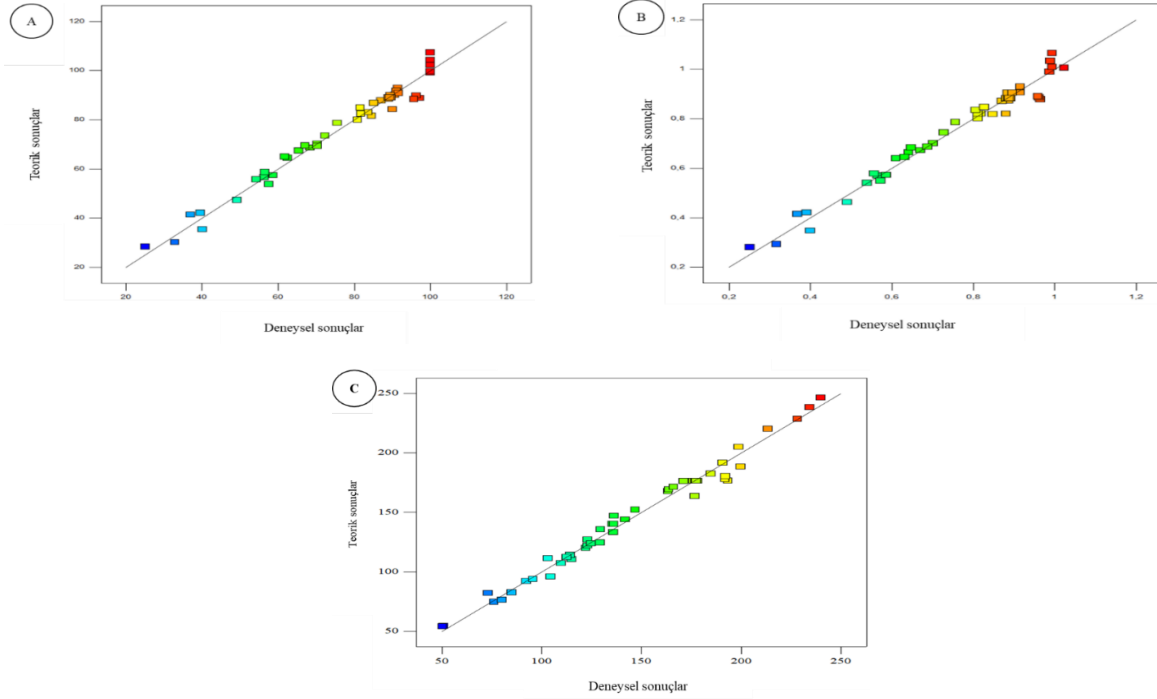 A
120
100
80
60
40
20
Teorik sonuçlar
20 40 60 80 100 120
Deneysel sonuçlar
B
1,2
1
0,8
0,6
0,4
0,2
Teorik sonuçlar
0,2 0,4 0,6 0,8 1 1,2
Deneysel sonuçlar
C
250
200
150
100
50
Teorik sonuçlar
50 100 150 200 250
Deneysel sonuçlar